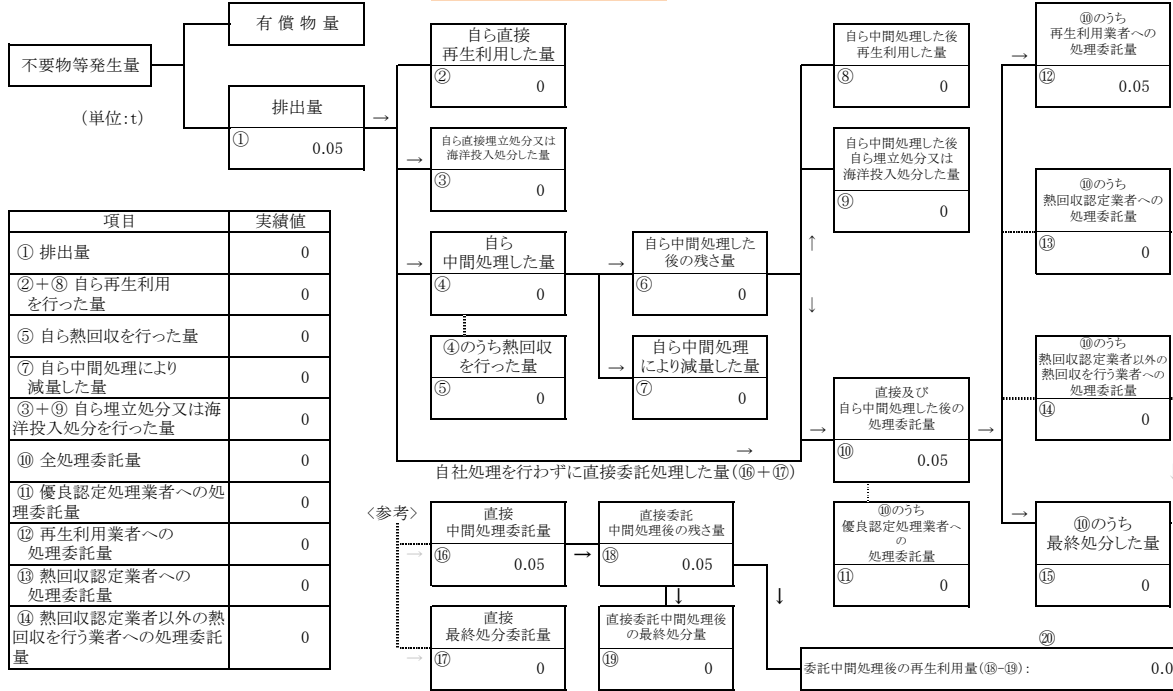 有 償 物 量
不要物等発生量
(単位:t)
排出量
①
0.05
→
自ら直接
再生利用した量
②
0
→
自ら直接埋立処分又は
海洋投入処分した量
③
0
→
自ら
中間処理した量
④
0
④のうち熱回収
を行った量
⑤
0
→
自ら中間処理した
後の残さ量
⑥
0
→
自ら中間処理
により減量した量
⑦
0
自ら中間処理した後
再生利用した量
⑧
0
自ら中間処理した後
自ら埋立処分又は
海洋投入処分した量
⑨
0
↑
↓
→
自社処理を行わずに直接委託処理した量(⑯+⑰)
→
直接及び
自ら中間処理した後の
処理委託量
⑩
0.05
→
⑩のうち
優良認定処理業者へ
の
処理委託量
⑪
0
→
⑩のうち
再生利用業者への
処理委託量
⑫
0.05
⑩のうち
熱回収認定業者への
処理委託量
⑬
0
⑩のうち
熱回収認定業者以外の
熱回収を行う業者への
処理委託量
⑭
0
→
⑩のうち
最終処分した量
⑮
0
項目 実績値
① 排出量 0
②+⑧ 自ら再生利用
を行った量 0
⑤ 自ら熱回収を行った量 0
⑦ 自ら中間処理により
減量した量 0
③+⑨ 自ら埋立処分又は海
洋投入処分を行った量 0
⑩ 全処理委託量 0
⑪ 優良認定処理業者への処
理委託量 0
⑫ 再生利用業者への
処理委託量 0
⑬ 熱回収認定業者への
処理委託量 0
⑭ 熱回収認定業者以外の熱
回収を行う業者への処理委託
量 0
〈参考〉
→
直接
中間処理委託量
⑯
0.05
→
直接委託
中間処理後の残さ量
⑱
0.05
↓
↓
→
直接
最終処分委託量
⑰
0
直接委託中間処理後
の最終処分量
⑲
0
⑳
委託中間処理後の再生利用量(⑱-⑲): 0.0